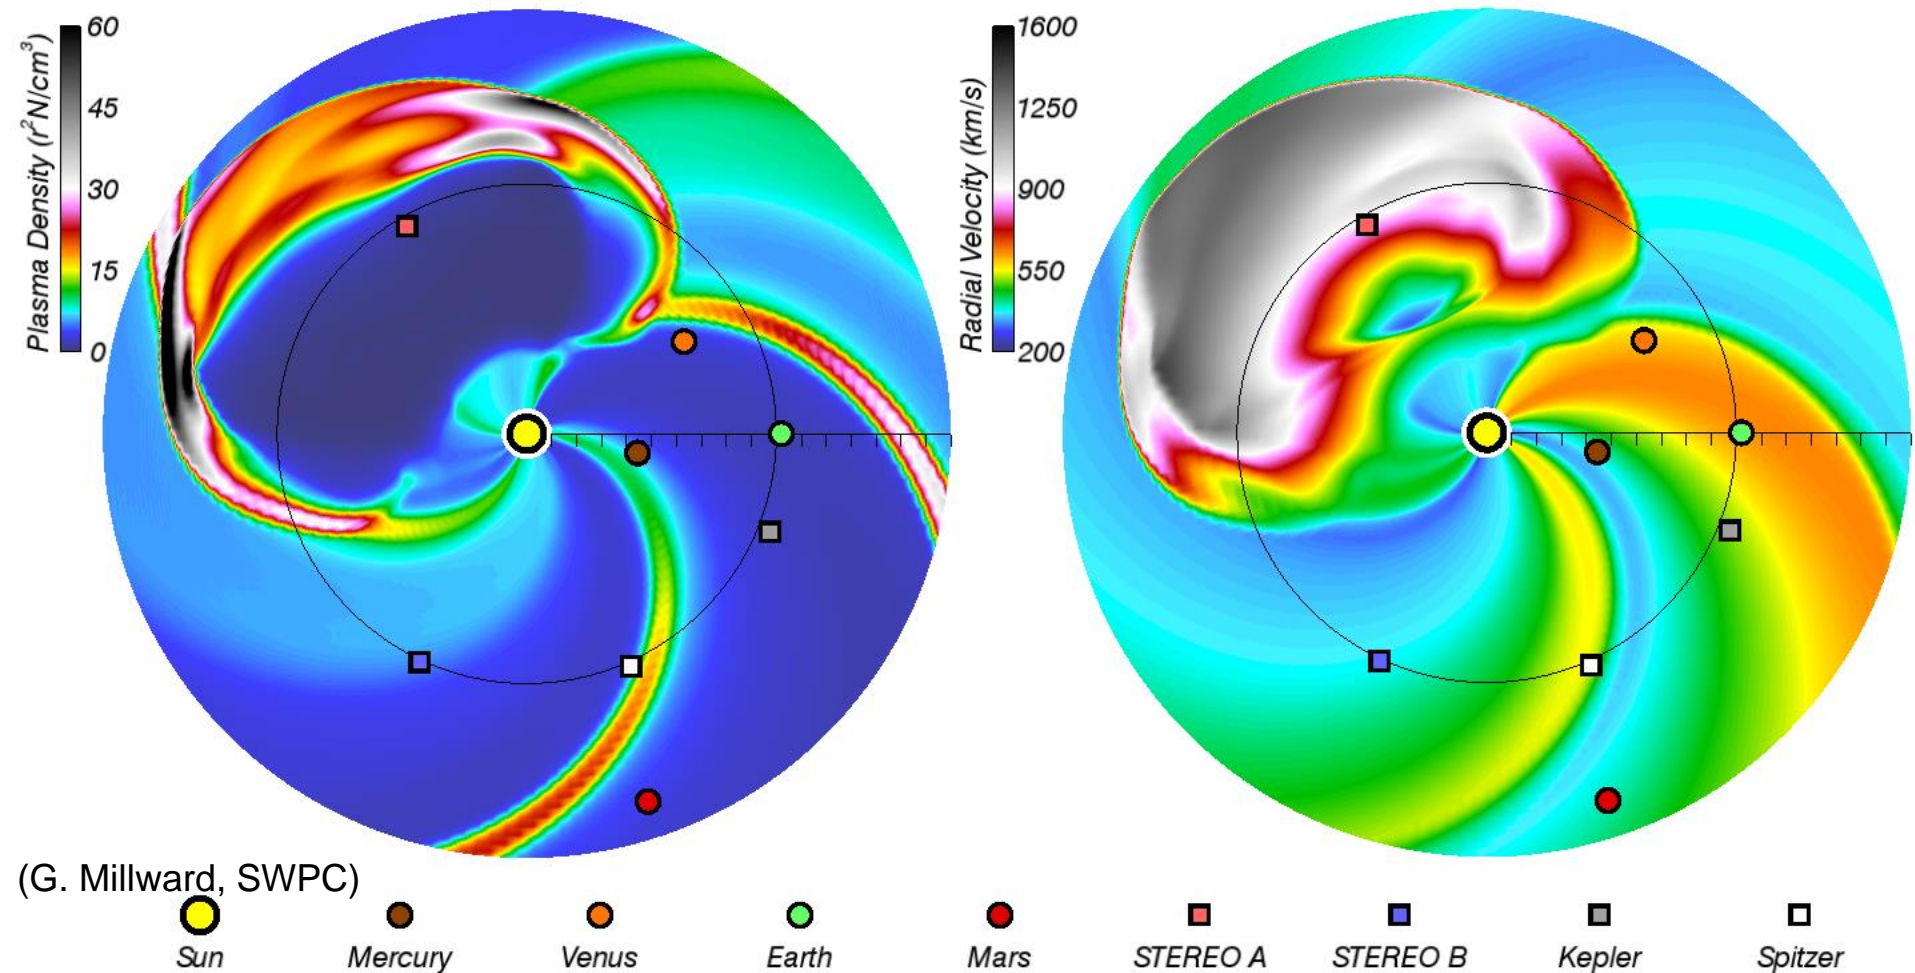 Plasma Density (r²N/cm³)
60
45
30
15
0
Radial Velocity (km/s)
1600
1250
900
550
200
(G. Millward, SWPC)
Sun
Mercury
Venus
Earth
Mars
STEREO A
STEREO B
Kepler
Spitzer